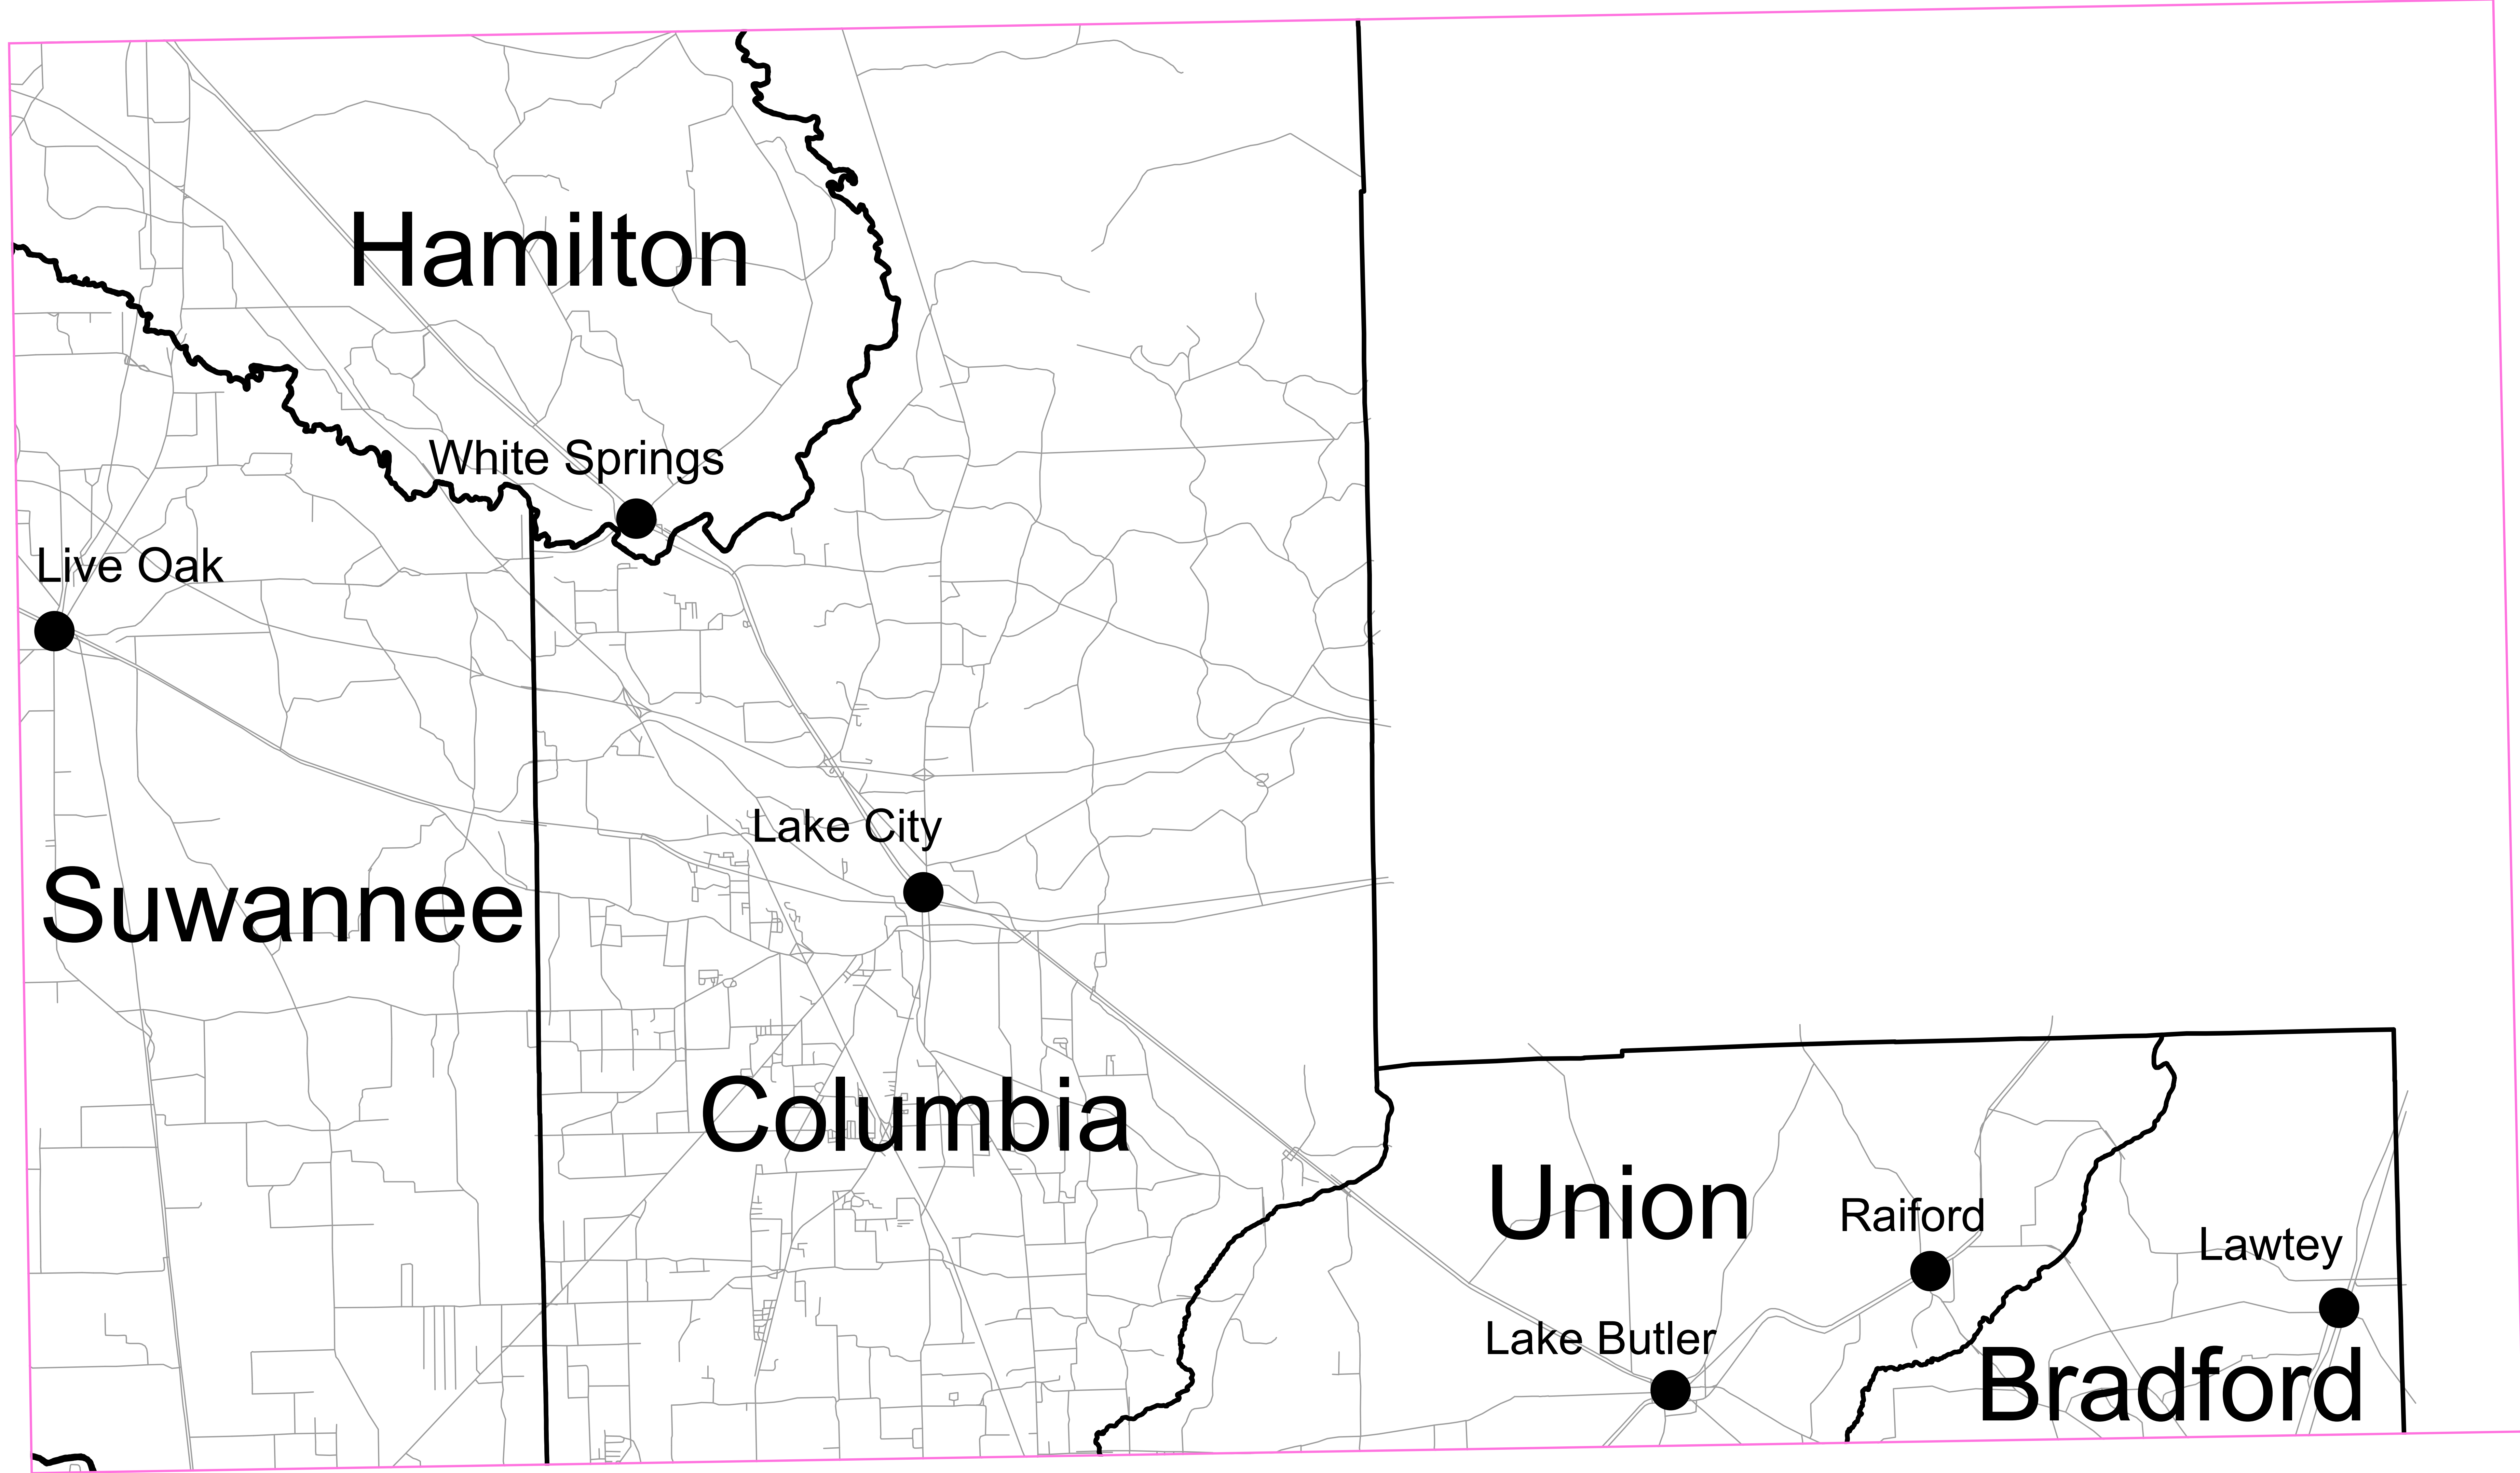 Hamilton
White Springs
Live Oak
Lake City
Suwannee
Columbia
Union
Raiford
Lawtey
Lake Butler
Bradford